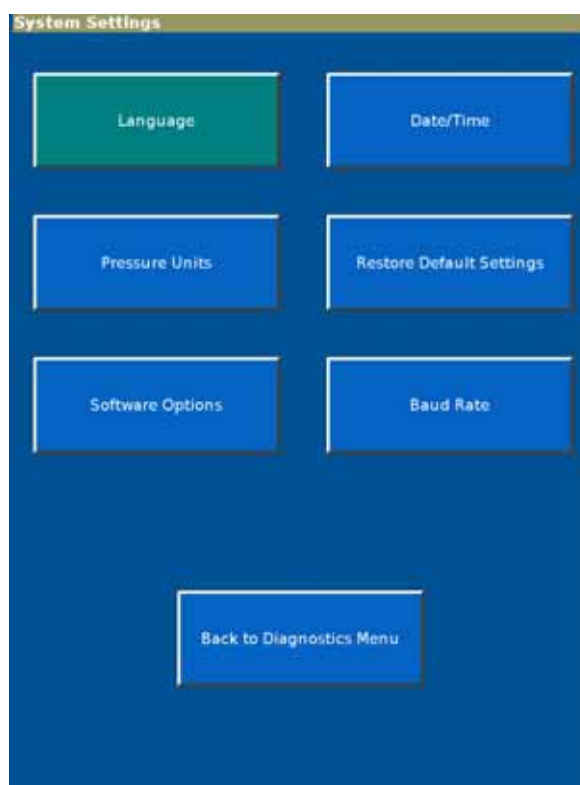 System Settings
Language
Date/Time
Pressure Units
Restore Default Settings
Software Options
Baud Rate
Back to Diagnostics Menu